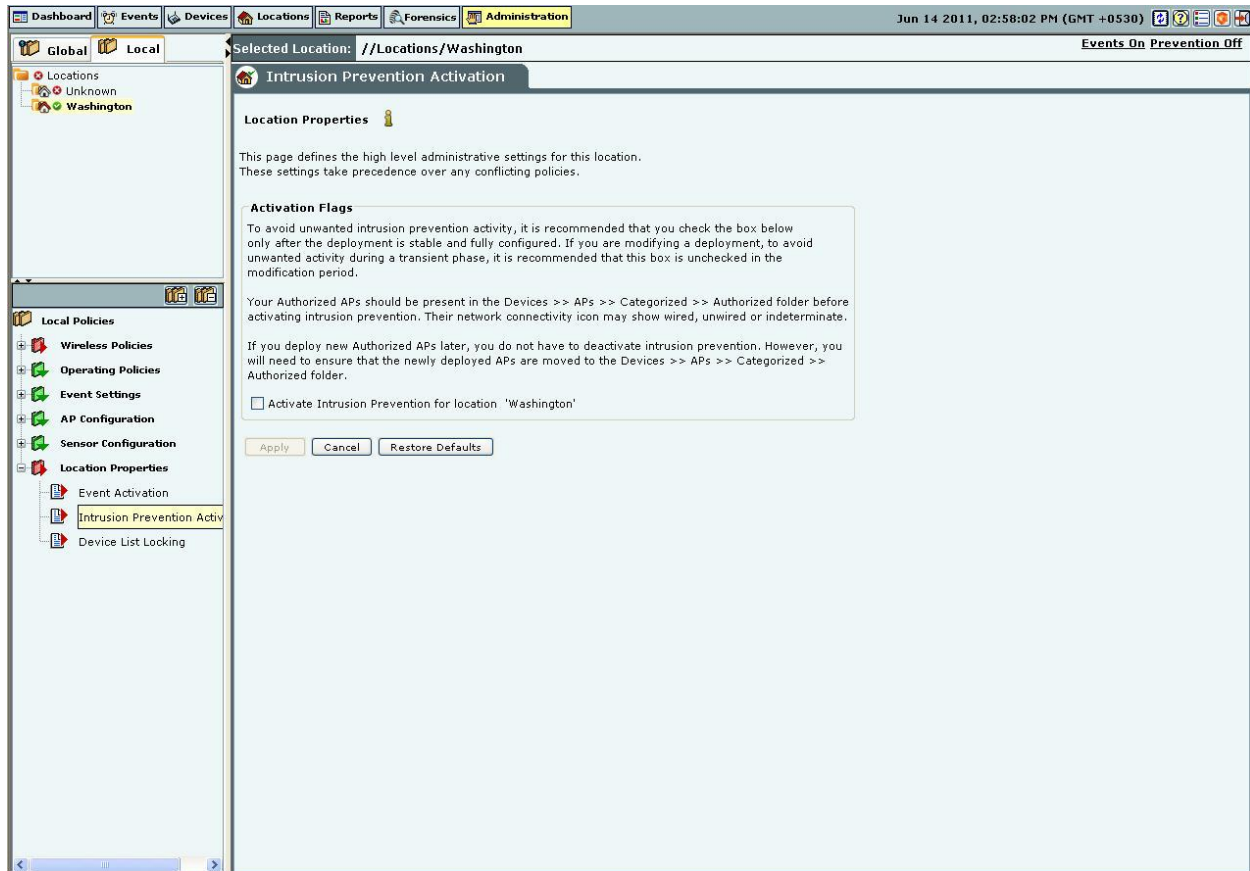 Dashboard Events Devices Locations Reports Forensics Administration Jun 14 2011, 02:58:02 PM (GMT +0530)
Global Local
Selected Location: //Locations/Washington Events On Prevention Off
Locations
Unknown
Washington
Intrusion Prevention Activation
Location Properties
This page defines the high level administrative settings for this location.
These settings take precedence over any conflicting policies.
Activation Flags
To avoid unwanted intrusion prevention activity, it is recommended that you check the box below
only after the deployment is stable and fully configured. If you are modifying a deployment, to avoid
unwanted activity during a transient phase, it is recommended that this box is unchecked in the
modification period.
Your Authorized APs should be present in the Devices >> APs >> Categorized >> Authorized folder before
activating intrusion prevention. Their network connectivity icon may show wired, unwired or indeterminate.
If you deploy new Authorized APs later, you do not have to deactivate intrusion prevention. However, you
will need to ensure that the newly deployed APs are moved to the Devices >> APs >> Categorized >>
Authorized folder.
Activate Intrusion Prevention for location 'Washington'
Apply Cancel Restore Defaults
Local Policies
Wireless Policies
Operating Policies
Event Settings
AP Configuration
Sensor Configuration
Location Properties
Event Activation
Intrusion Prevention Activ
Device List Locking